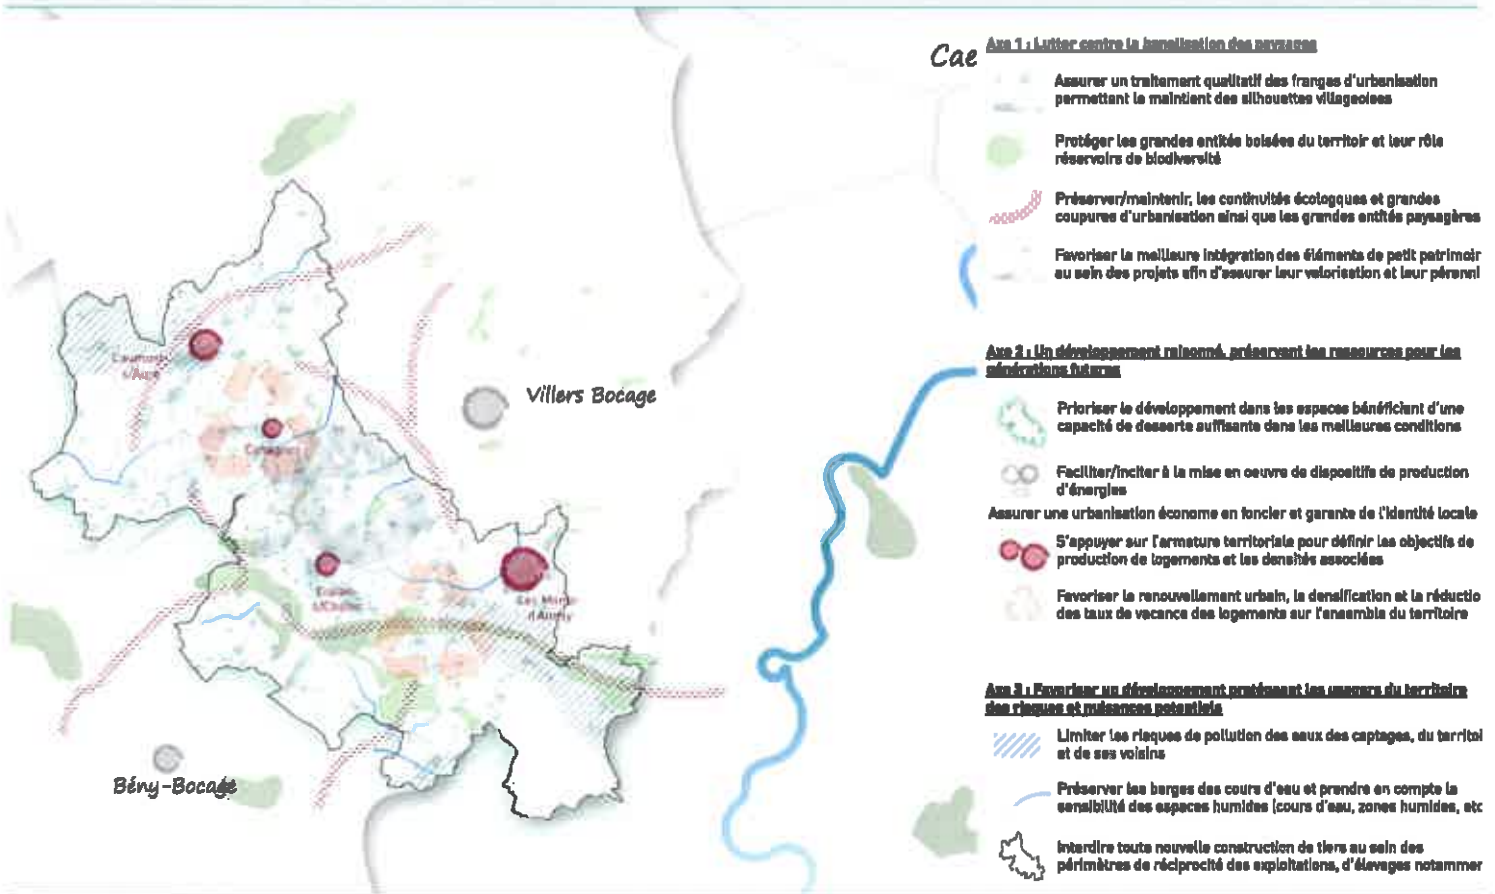 Cae
Axe 1 : Lutter contre la banalisation des paysages
Assurer un traitement qualitatif des franges d'urbanisation
permettant le maintient des silhouettes villageoises
Protéger les grandes entités boisées du territoir et leur rôle
réservoirs de biodiversité
Préserver/maintenir, les continuités écologques et grandes
coupures d'urbanisation ainsi que les grandes entités paysagères
Favoriser la meilleure intégration des éléments de petit patrimoir
au sein des projets afin d'assurer leur valorisation et leur pérenni
Axe 2 : Un développement raisonné, préservant les ressources pour les
générations futures
Prioriser le développement dans les espaces bénéficiant d'une
capacité de desserte suffisante dans les meilleures conditions
Faciliter/inciter à la mise en oeuvre de dispositifs de production
d'énergies
Assurer une urbanisation économe en foncier et garante de l'identité locale
S'appuyer sur l'armature territoriale pour définir les objectifs de
production de logements et les densités associées
Favoriser le renouvellement urbain, la densification et la réductio
des taux de vacance des logements sur l'ensemble du territoire
Axe 3 : Favoriser un développement protégeant les usagers du territoire
des risques et nuisances potentiels
Limiter les risques de pollution des eaux des captages, du territoi
et de ses voisins
Préserver les berges des cours d'eau et prendre en compte la
sensibilité des espaces humides (cours d'eau, zones humides, etc
Interdire toute nouvelle construction de tiers au sein des
périmètres de réciprocité des exploitations, d'élevages notammer
Villers Bocage
Les Monts
d'Aunay
Bény-Bocage